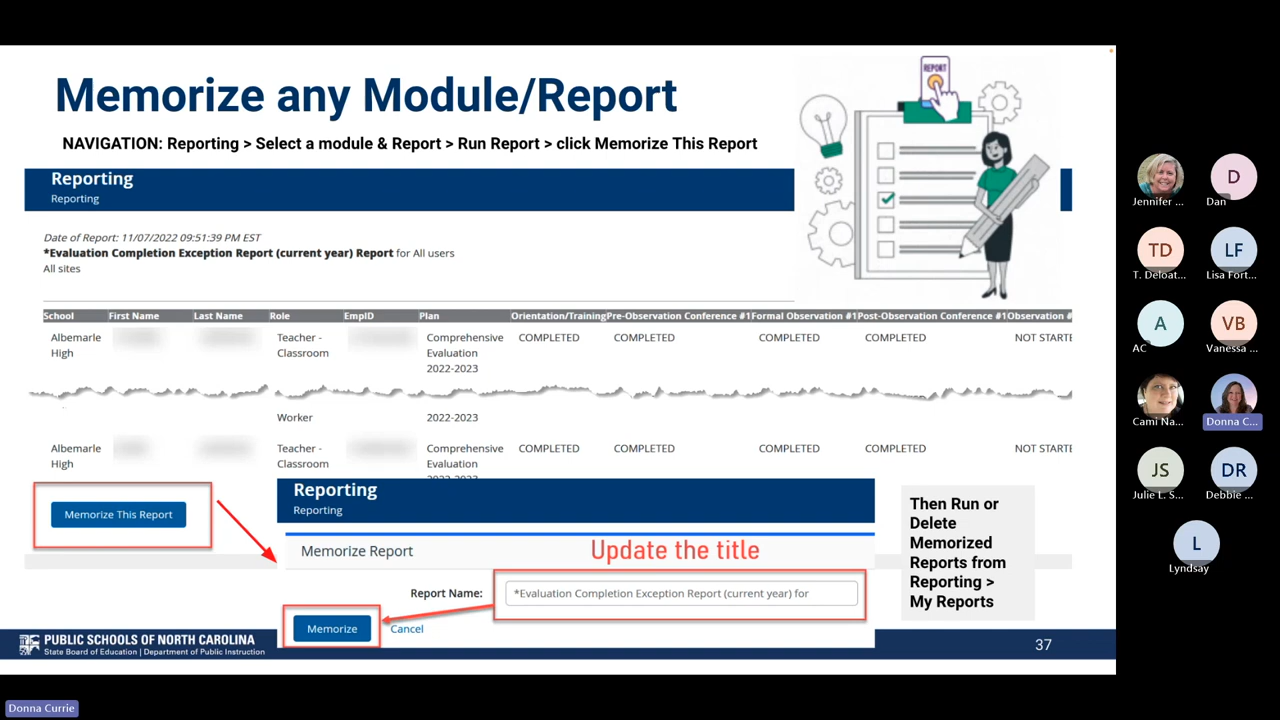 Memorize any Module/Report
REPORT
NAVIGATION: Reporting > Select a module & Report > Run Report > click Memorize This Report
Reporting
Reporting
Date of Report: 11/07/2022 09:51:39 PM EST
*Evaluation Completion Exception Report (current year) Report for All users
All sites
School First Name Last Name Role EmpID Plan Orientation/Training Pre-Observation Conference #1 Formal Observation #1 Post-Observation Conference #1 Observation #
Albemarle Teacher - Comprehensive COMPLETED COMPLETED COMPLETED COMPLETED NOT STARTE
High Classroom Evaluation
2022-2023
Worker 2022-2023
Albemarle Teacher - Comprehensive COMPLETED COMPLETED COMPLETED COMPLETED NOT STARTE
High Classroom Evaluation
Memorize This Report
Reporting
Reporting
Memorize Report
Update the title
Report Name: *Evaluation Completion Exception Report (current year) for
Memorize Cancel
Then Run or
Delete
Memorized
Reports from
Reporting >
My Reports
PUBLIC SCHOOLS OF NORTH CAROLINA
State Board of Education | Department of Public Instruction
37
D
Jennifer ... Dan
TD LF
T. Deloat... Lisa Fort...
A VB
AC Vanessa ...
Cami Na... Donna C...
JS DR
Julie L. S... Debbie ...
L
Lyndsay
Donna Currie